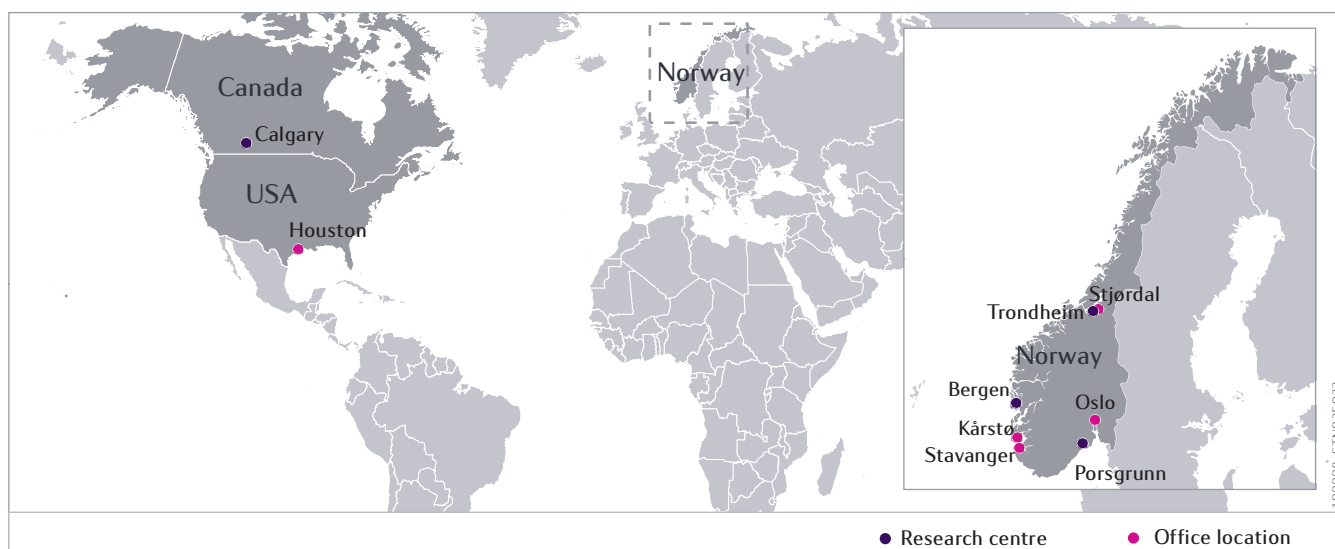 Norway
Canada
Calgary
USA
Houston
Stjørdal
Trondheim
Norway
Bergen
Oslo
Kårstø
Stavanger
Porsgrunn
Research centre
Office location